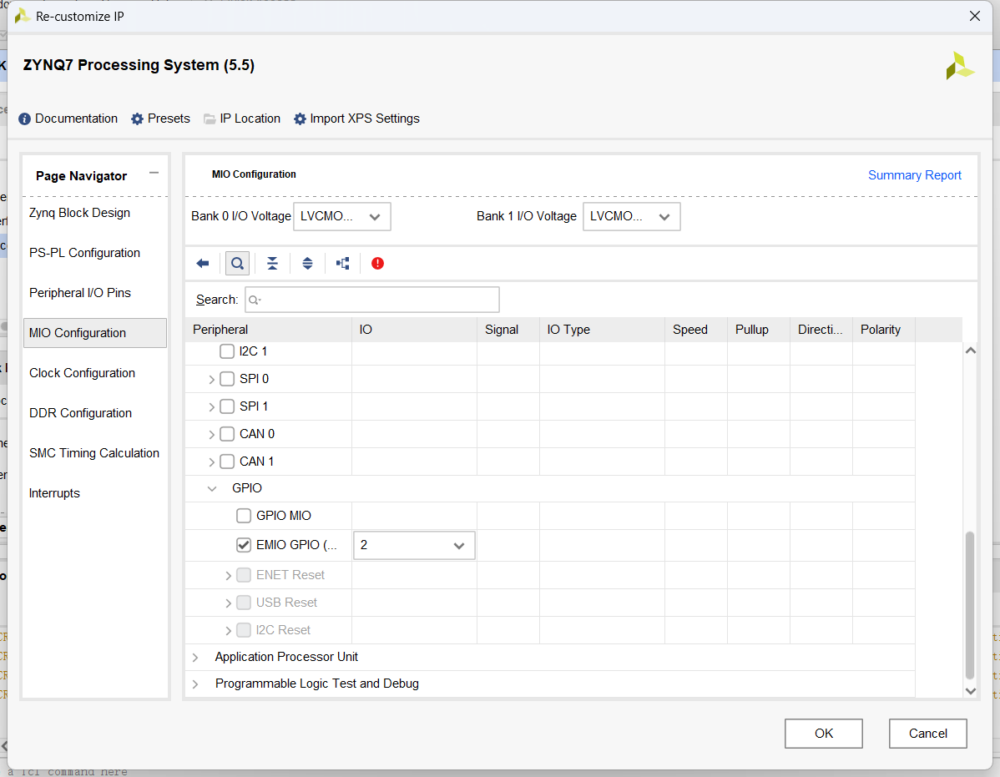 Re-customize IP
ZYNQ7 Processing System (5.5)
Documentation Presets IP Location Import XPS Settings
Page Navigator
Zynq Block Design
PS-PL Configuration
Peripheral I/O Pins
MIO Configuration
Clock Configuration
DDR Configuration
SMC Timing Calculation
Interrupts
MIO Configuration Summary Report
Bank 0 I/O Voltage LVCMO... Bank 1 I/O Voltage LVCMO...
Search:
Peripheral IO Signal IO Type Speed Pullup Directi... Polarity
I2C 1
SPI 0
SPI 1
CAN 0
CAN 1
GPIO
GPIO MIO
EMIO GPIO (... 2
ENET Reset
USB Reset
I2C Reset
Application Processor Unit
Programmable Logic Test and Debug
OK Cancel
a Tcl command here